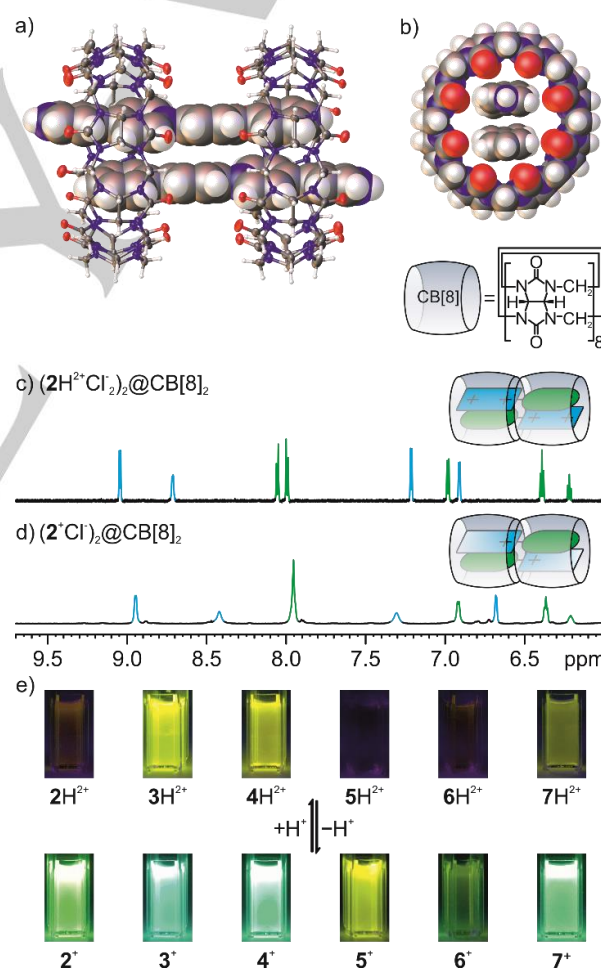 a)
b)
CB[8]
=
O
N N–CH₂
H H
N N–CH₂
O
8
c) (2H²⁺Cl⁻₂)₂@CB[8]₂
+ +
+ +
d) (2⁺Cl⁻)₂@CB[8]₂
+
+
9.5 9.0 8.5 8.0 7.5 7.0 6.5 ppm
e)
2H²⁺ 3H²⁺ 4H²⁺ 5H²⁺ 6H²⁺ 7H²⁺
+H⁺ −H⁺
2⁺ 3⁺ 4⁺ 5⁺ 6⁺ 7⁺